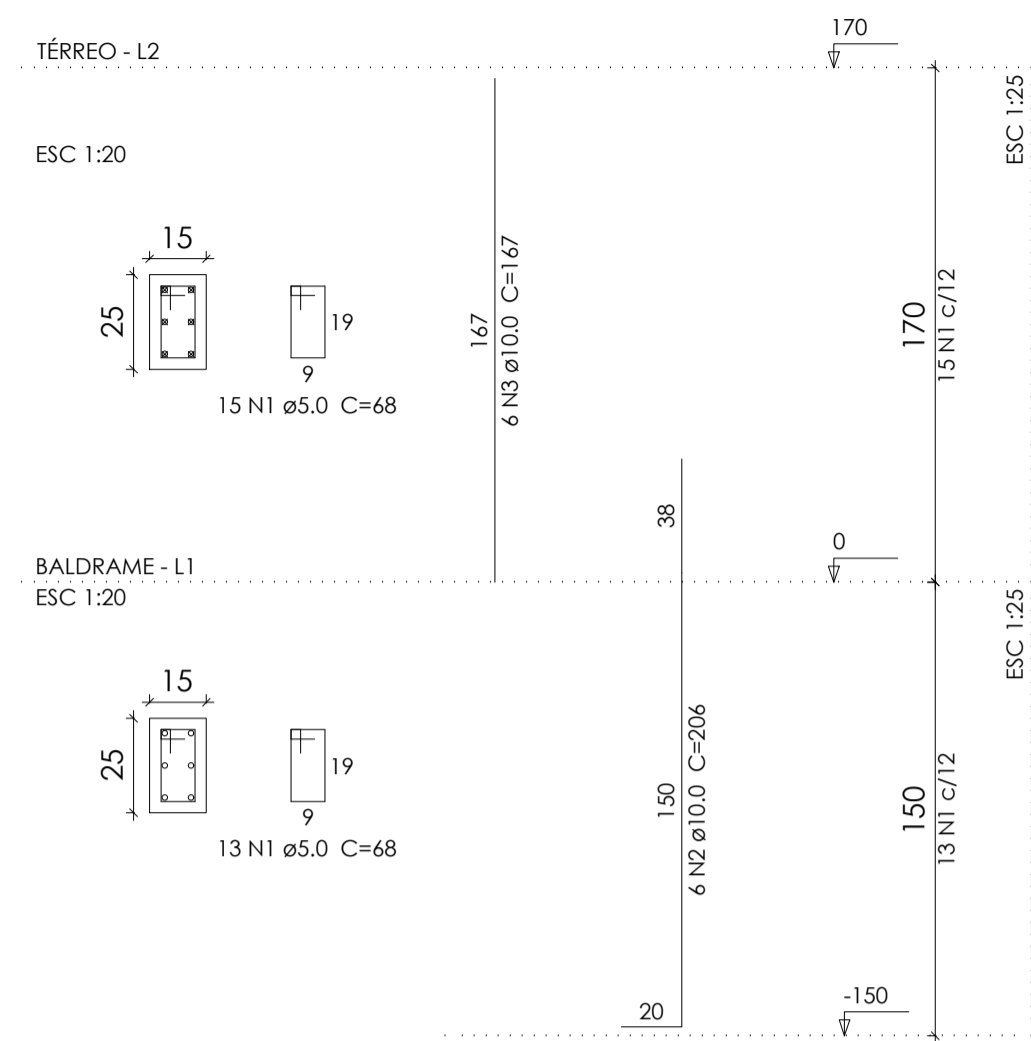 170
TÉRREO - L2
ESC 1:25
ESC 1:20
15
25
19
9
15 N1 ø5.0 C=68
167
6 N3 ø10.0 C=167
170
15 N1 c/12
38
0
BALDRAME - L1
ESC 1:20
ESC 1:25
15
25
19
9
13 N1 ø5.0 C=68
150
6 N2 ø10.0 C=206
150
13 N1 c/12
20
-150